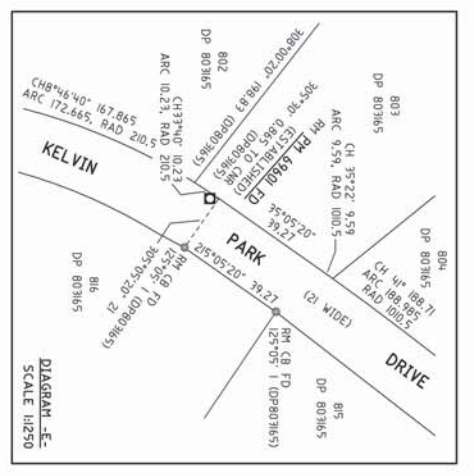 802
DP 803165
803
DP 803165
804
DP 803165
308°00'20" 198.83 (DP803165)
305°30'
0.865 TO CNR
(DP803165)
(ESTABLISHED)
RM PM 69601 FD
CH 35°22' 9.59
ARC 9.59, RAD 1010.5
CH33°40' 10.23
ARC 10.23, RAD 210.5
CH8°46'40" 167.865
ARC 172.665, RAD 210.5
35°05'20"
39.27
CH 41° 188.71
ARC 188.985
RAD 1010.5
KELVIN
PARK
(21 WIDE)
DRIVE
215°05'20" 39.27
305°05'20" 21
RM CB FD
125°05' 1 (DP803165)
RM CB FD
125°05' 1 (DP803165)
816
DP 803165
815
DP 803165
DIAGRAM -E-
SCALE 1:1250